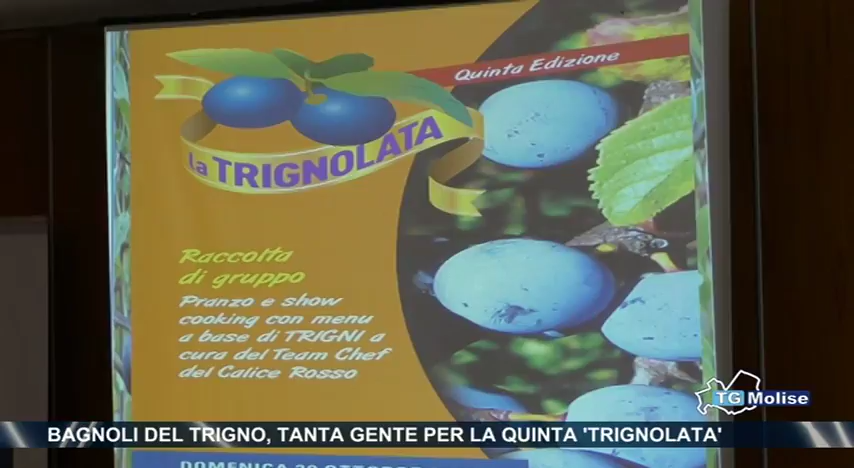 Quinta Edizione
la TRIGNOLATA
Raccolta
di gruppo
Pranzo e show
cooking con menu
a base di TRIGNI a
cura del Team Chef
del Calice Rosso
TG Molise
BAGNOLI DEL TRIGNO, TANTA GENTE PER LA QUINTA 'TRIGNOLATA'
DOMENICA